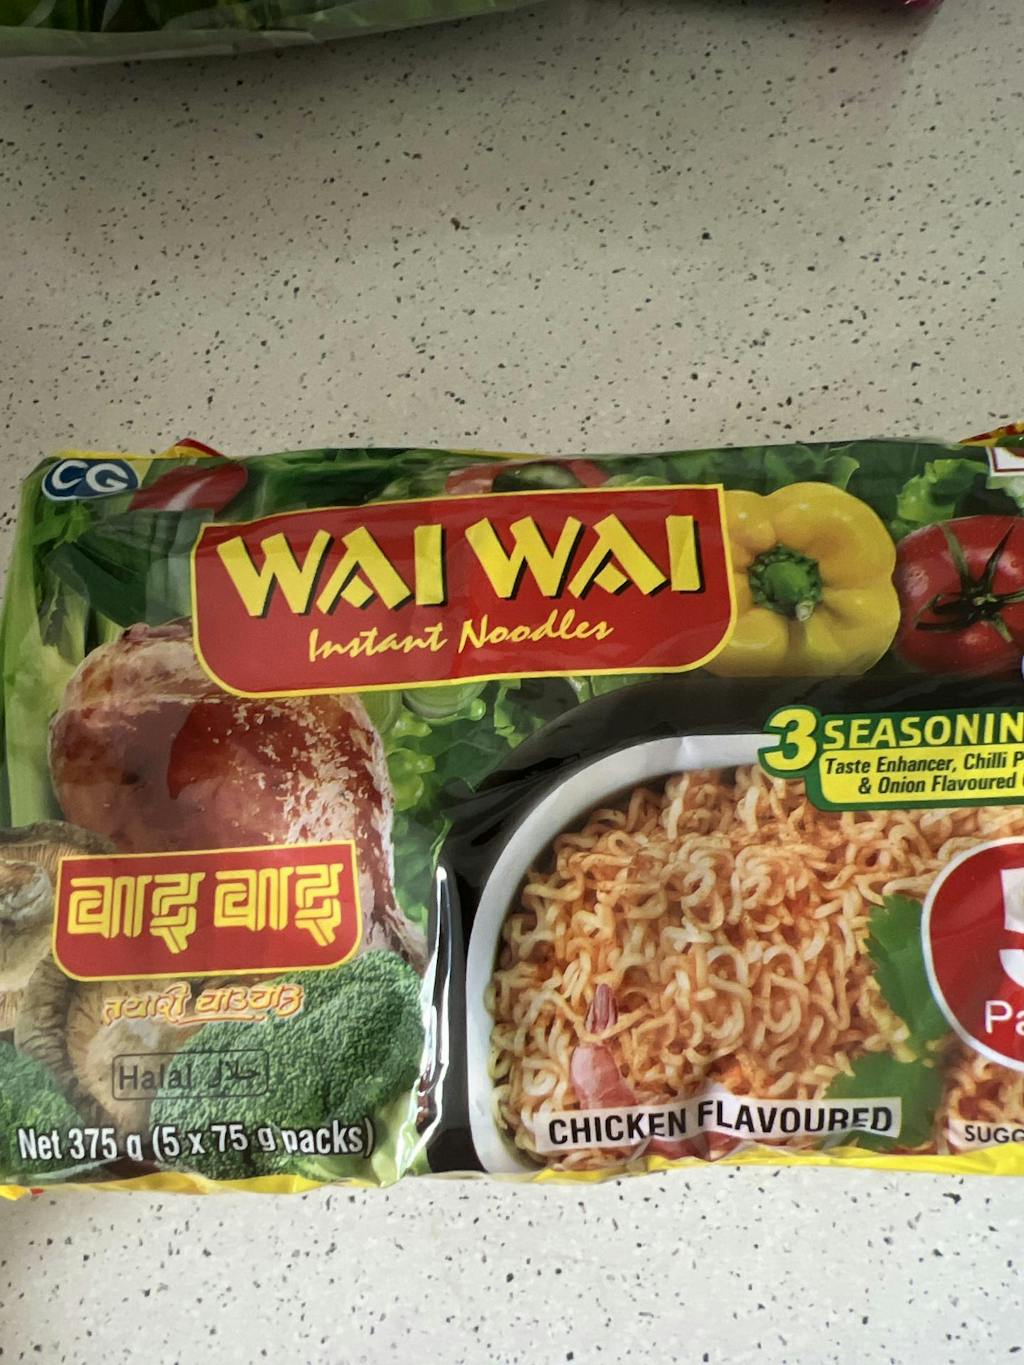 CG
WAI WAI
Instant Noodles
3 SEASONIN
Taste Enhancer, Chilli P
& Onion Flavoured
वाइ वाइ
तयारी चाउचाउ
Halal حلال
5
Pa
CHICKEN FLAVOURED
Net 375 g (5 x 75 g packs)
SUGG